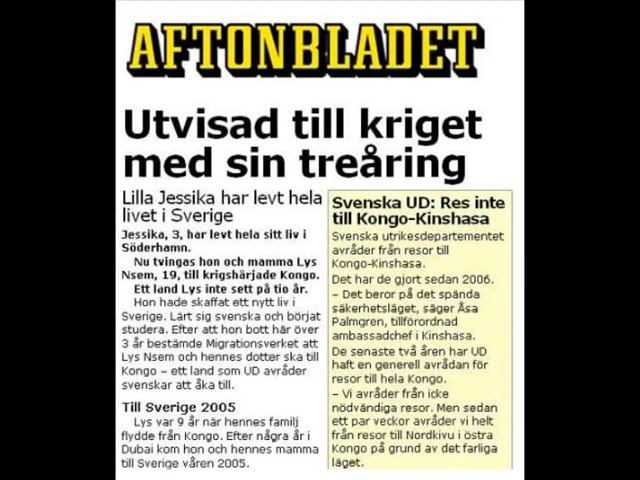 AFTONBLADET
Utvisad till kriget
med sin treåring
Lilla Jessika har levt hela
livet i Sverige
Jessika, 3, har levt hela sitt liv i
Söderhamn.
Nu tvingas hon och mamma Lys
Nsem, 19, till krigshärjade Kongo.
Ett land Lys inte sett på tio år.
Hon hade skaffat ett nytt liv i
Sverige. Lärt sig svenska och börjat
studera. Efter att hon bott här över
3 år bestämde Migrationsverket att
Lys Nsem och hennes dotter ska till
Kongo – ett land som UD avråder
svenskar att åka till.
Till Sverige 2005
Lys var 9 år när hennes familj
flydde från Kongo. Efter några år i
Dubai kom hon och hennes mamma
till Sverige våren 2005.
Svenska UD: Res inte
till Kongo-Kinshasa
Svenska utrikesdepartementet
avråder från resor till
Kongo-Kinshasa.
Det har de gjort sedan 2006.
– Det beror på det spända
säkerhetsläget, säger Åsa
Palmgren, tillförordnad
ambassadchef i Kinshasa.
De senaste två åren har UD
haft en generell avrådan för
resor till hela Kongo.
– Vi avråder från icke
nödvändiga resor. Men sedan
ett par veckor avråder vi helt
från resor till Nordkivu i östra
Kongo på grund av det farliga
läget.